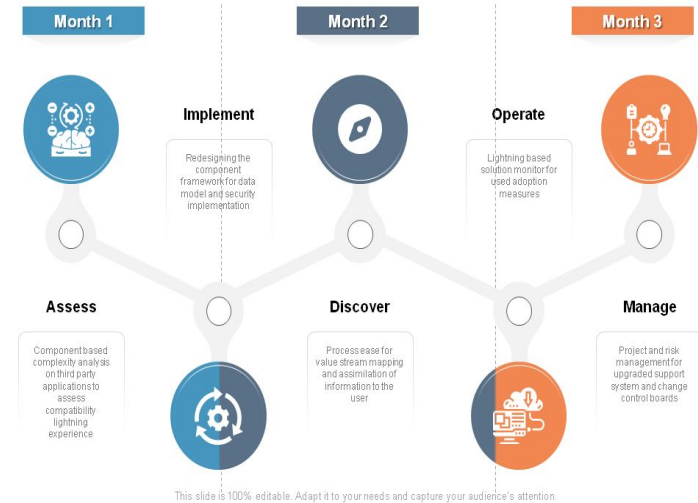 Month 1
Month 2
Month 3
Implement
Redesigning the
component
framework for data
model and security
implementation
Operate
Lightning based
solution monitor for
used adoption
measures
Assess
Component based
complexity analysis
on third party
applications to
assess
compatibility
lightning
experience
Discover
Process ease for
value stream mapping
and assimilation of
information to the
user
Manage
Project and risk
management for
upgraded support
system and change
control boards
This slide is 100% editable. Adapt it to your needs and capture your audience's attention.